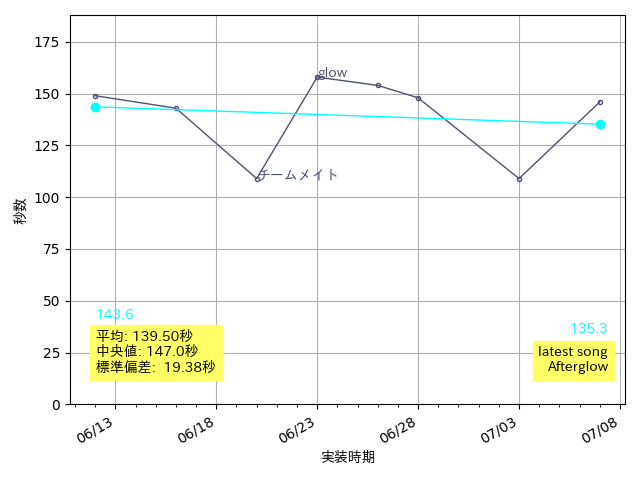 175
150
125
100
75
50
25
0
秒数
glow
チームメイト
143.6
平均: 139.50秒
中央値: 147.0秒
標準偏差:  19.38秒
135.3
latest song
Afterglow
06/13
06/18
06/23
06/28
07/03
07/08
実装時期